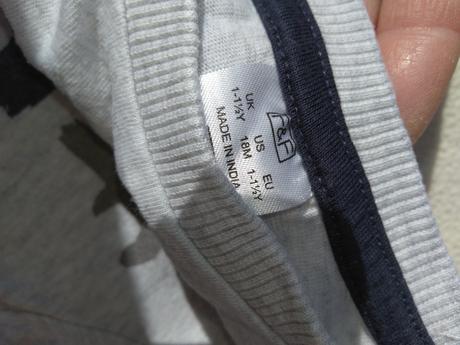 F&F
UK US EU
1-1½Y 18M 1-1½Y
MADE IN INDIA